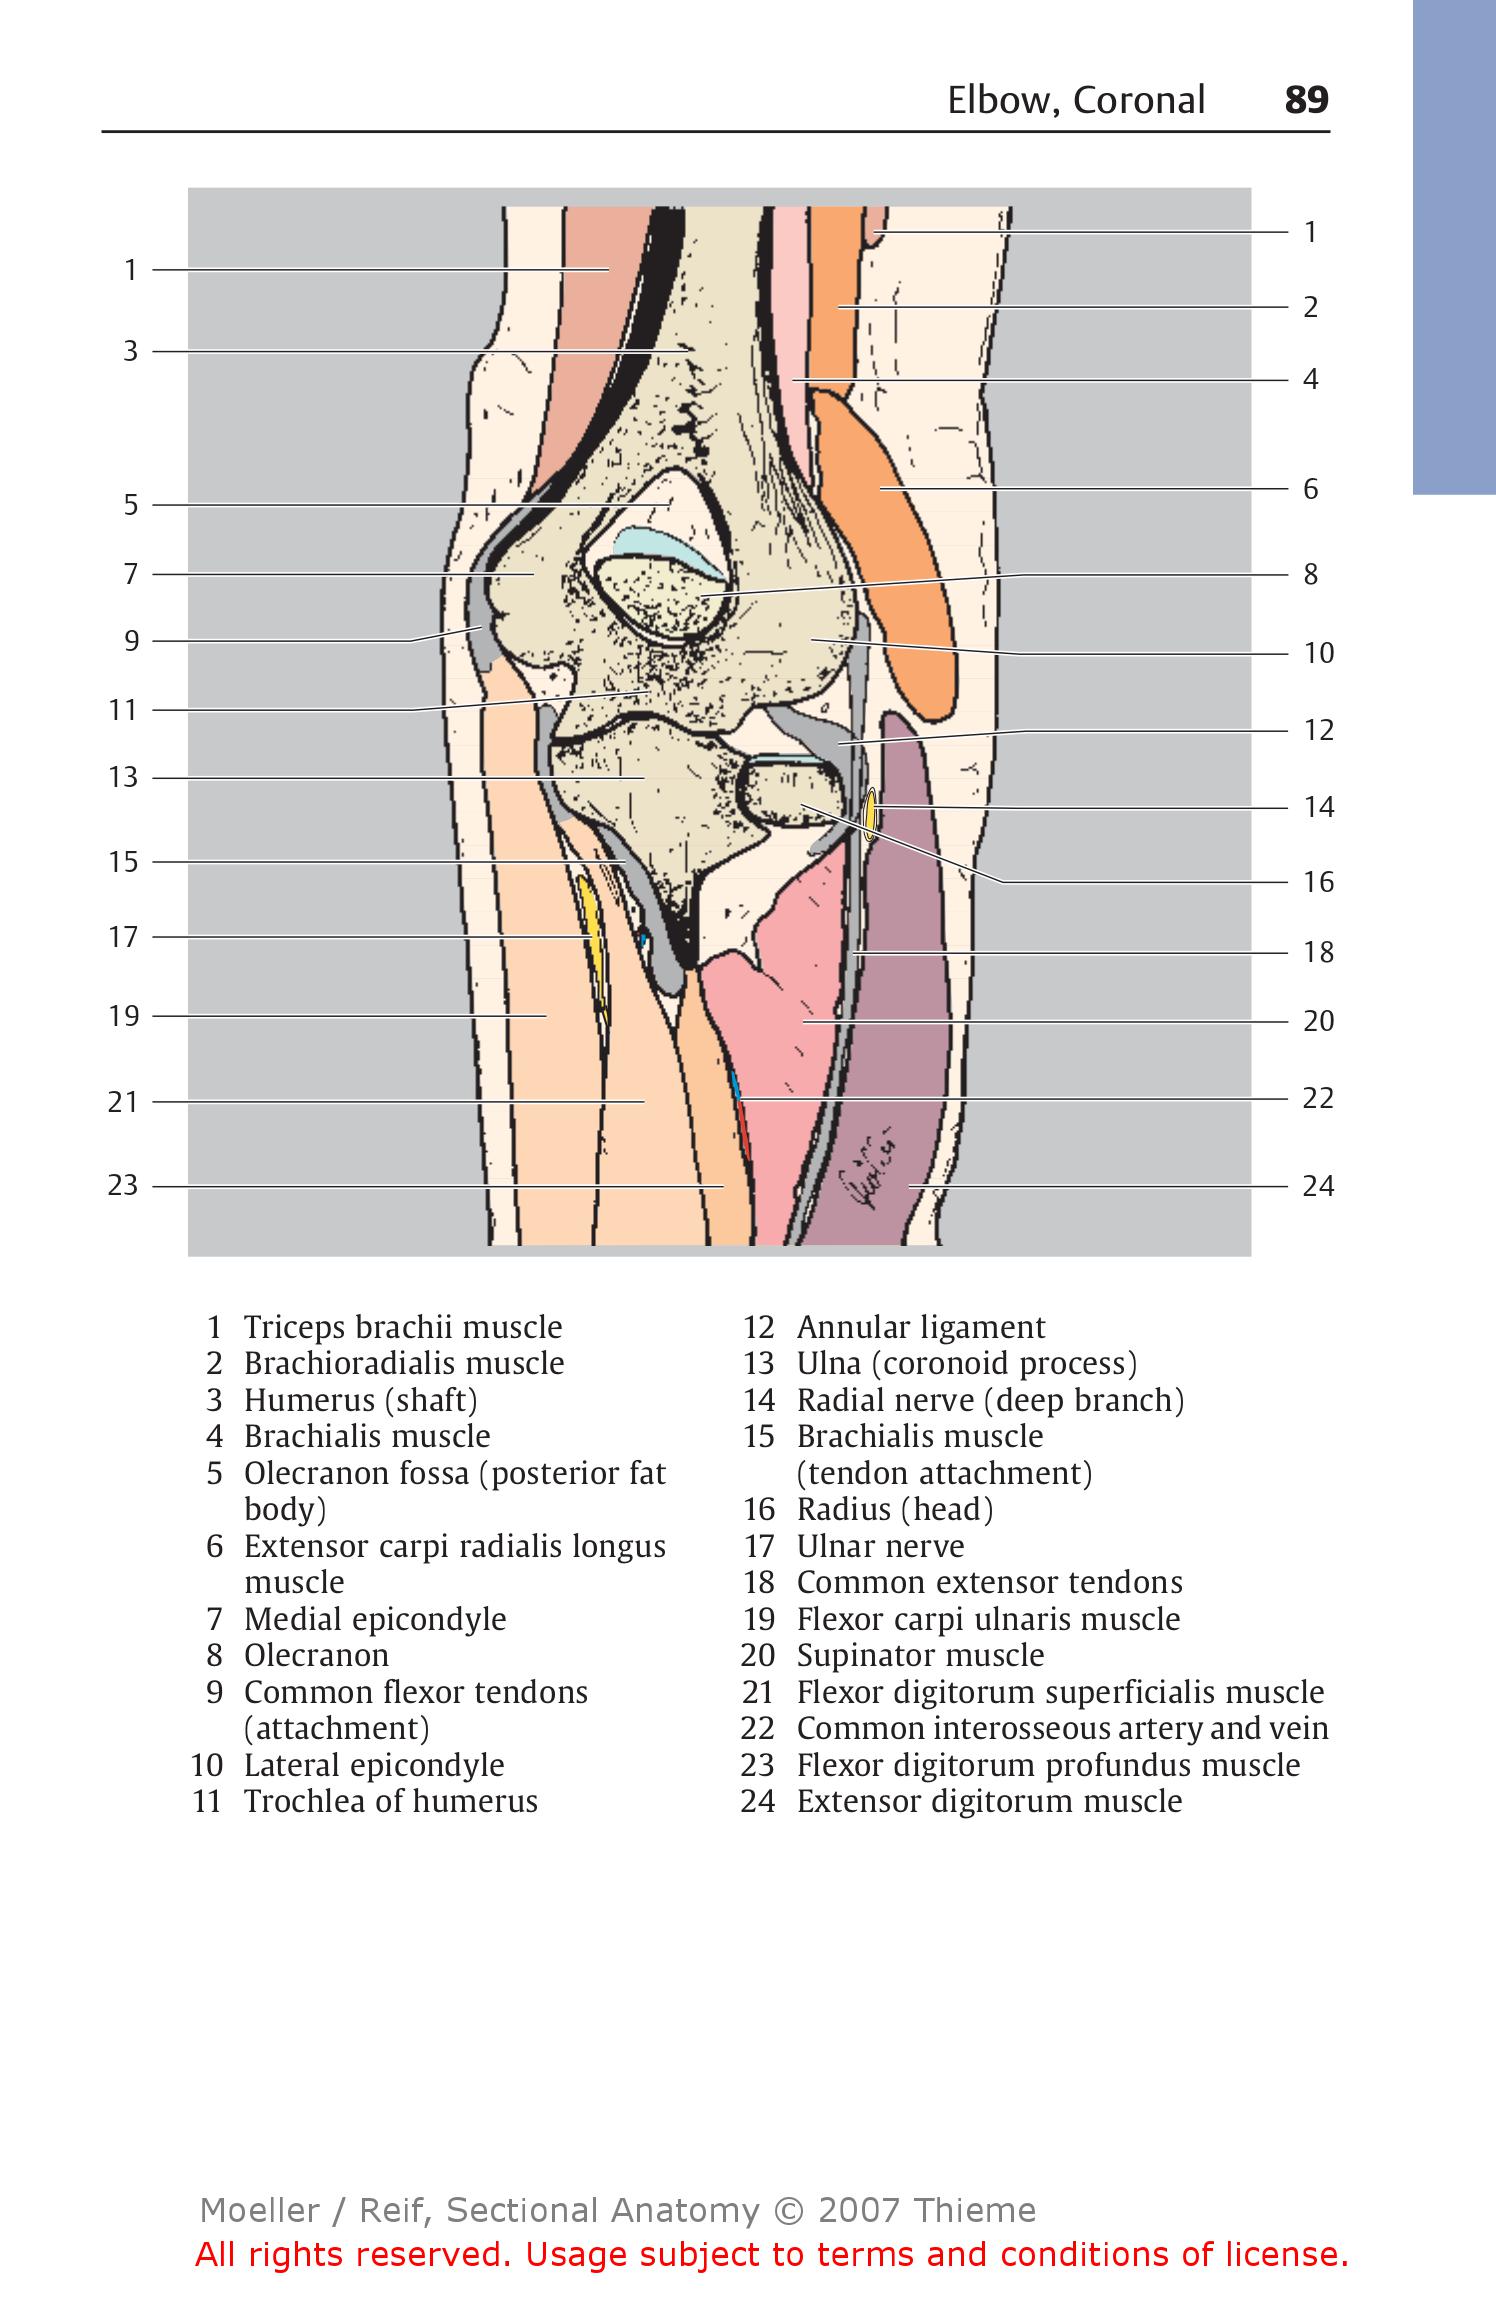 Elbow, Coronal 89
1
3
5
7
9
11
13
15
17
19
21
23
1
2
4
6
8
10
12
14
16
18
20
22
24
1 Triceps brachii muscle
2 Brachioradialis muscle
3 Humerus (shaft)
4 Brachialis muscle
5 Olecranon fossa (posterior fat
body)
6 Extensor carpi radialis longus
muscle
7 Medial epicondyle
8 Olecranon
9 Common flexor tendons
(attachment)
10 Lateral epicondyle
11 Trochlea of humerus
12 Annular ligament
13 Ulna (coronoid process)
14 Radial nerve (deep branch)
15 Brachialis muscle
(tendon attachment)
16 Radius (head)
17 Ulnar nerve
18 Common extensor tendons
19 Flexor carpi ulnaris muscle
20 Supinator muscle
21 Flexor digitorum superficialis muscle
22 Common interosseous artery and vein
23 Flexor digitorum profundus muscle
24 Extensor digitorum muscle
Moeller / Reif, Sectional Anatomy © 2007 Thieme
All rights reserved. Usage subject to terms and conditions of license.